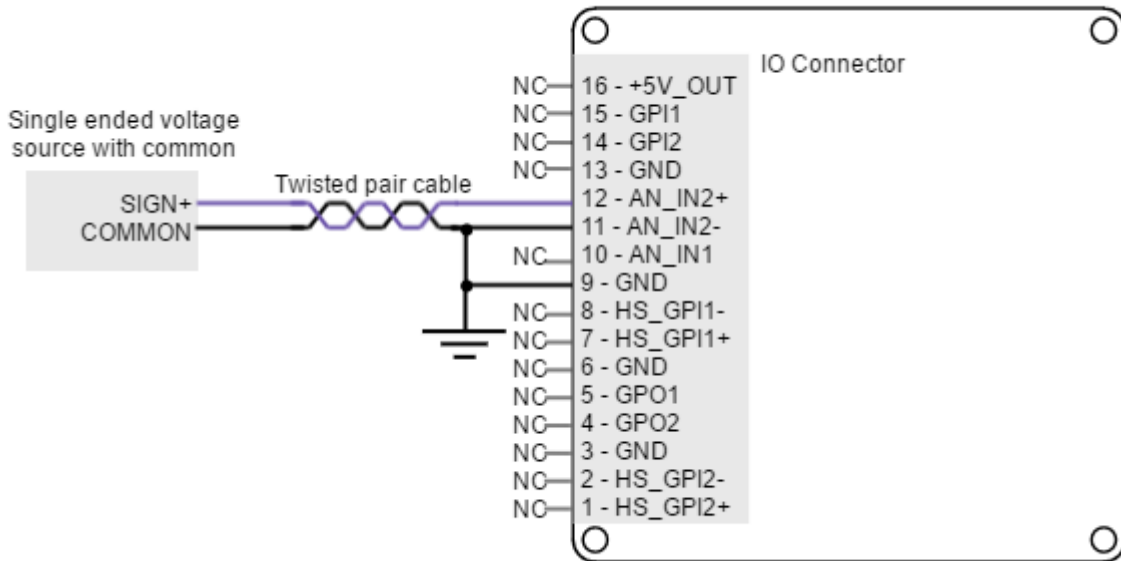 IO Connector
NC 16 - +5V_OUT
NC 15 - GPI1
NC 14 - GPI2
NC 13 - GND
Single ended voltage
source with common
Twisted pair cable
SIGN+
COMMON
12 - AN_IN2+
11 - AN_IN2-
NC 10 - AN_IN1
9 - GND
NC 8 - HS_GPI1-
NC 7 - HS_GPI1+
NC 6 - GND
NC 5 - GPO1
NC 4 - GPO2
NC 3 - GND
NC 2 - HS_GPI2-
NC 1 - HS_GPI2+